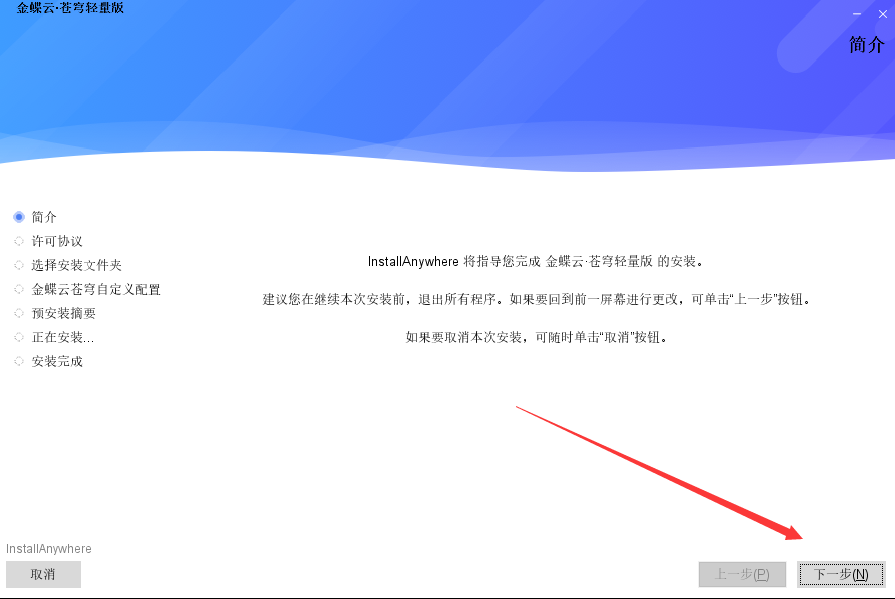 金蝶云·苍穹轻量版
简介
简介
许可协议
选择安装文件夹
金蝶云苍穹自定义配置
预安装摘要
正在安装...
安装完成
InstallAnywhere 将指导您完成 金蝶云·苍穹轻量版 的安装。
建议您在继续本次安装前，退出所有程序。如果要回到前一屏幕进行更改，可单击“上一步”按钮。
如果要取消本次安装，可随时单击“取消”按钮。
InstallAnywhere
取消
上一步(P)
下一步(N)